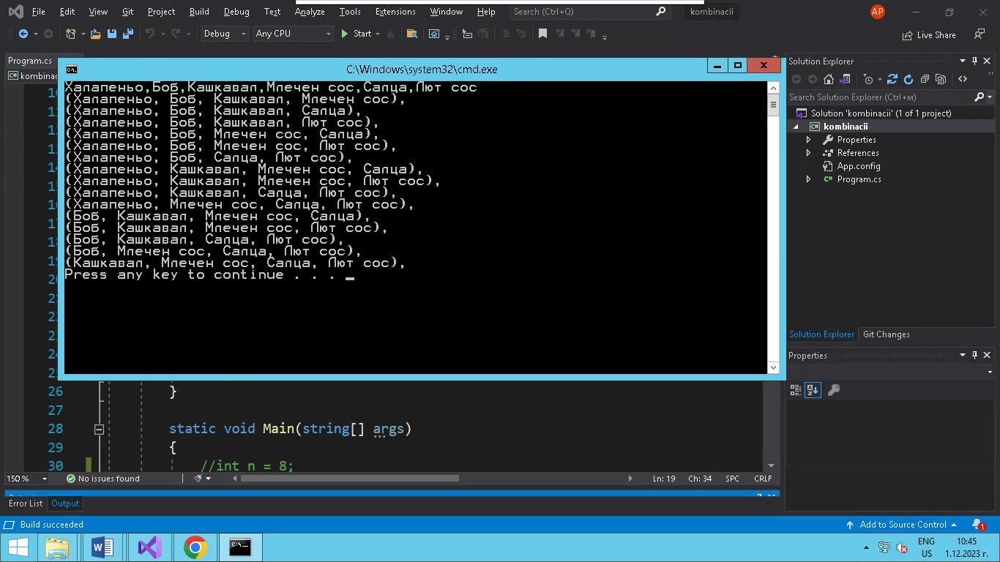 File Edit View Git Project Build Debug Test Analyze Tools Extensions Window Help Search (Ctrl+Q) kombinacii AP
Debug Any CPU Start Live Share
Program.cs
C:\Windows\system32\cmd.exe
Халапеньо,Боб,Кашкавал,Млечен сос,Салца,Лют сос
(Халапеньо, Боб, Кашкавал, Млечен сос),
(Халапеньо, Боб, Кашкавал, Салца),
(Халапеньо, Боб, Кашкавал, Лют сос),
(Халапеньо, Боб, Млечен сос, Салца),
(Халапеньо, Боб, Млечен сос, Лют сос),
(Халапеньо, Боб, Салца, Лют сос),
(Халапеньо, Кашкавал, Млечен сос, Салца),
(Халапеньо, Кашкавал, Млечен сос, Лют сос),
(Халапеньо, Кашкавал, Салца, Лют сос),
(Халапеньо, Млечен сос, Салца, Лют сос),
(Боб, Кашкавал, Млечен сос, Салца),
(Боб, Кашкавал, Млечен сос, Лют сос),
(Боб, Кашкавал, Салца, Лют сос),
(Боб, Млечен сос, Салца, Лют сос),
(Кашкавал, Млечен сос, Салца, Лют сос),
Press any key to continue . . .
26 }
27
28 static void Main(string[] args)
29 {
30 //int n = 8;
150 % No issues found Ln: 19 Ch: 34 SPC CRLF
Error List Output
Solution Explorer
Search Solution Explorer (Ctrl+м)
Solution 'kombinacii' (1 of 1 project)
C# kombinacii
Properties
References
App.config
C# Program.cs
Solution Explorer Git Changes
Properties
Build succeeded Add to Source Control 1
ENG 10:45
US 1.12.2023 г.